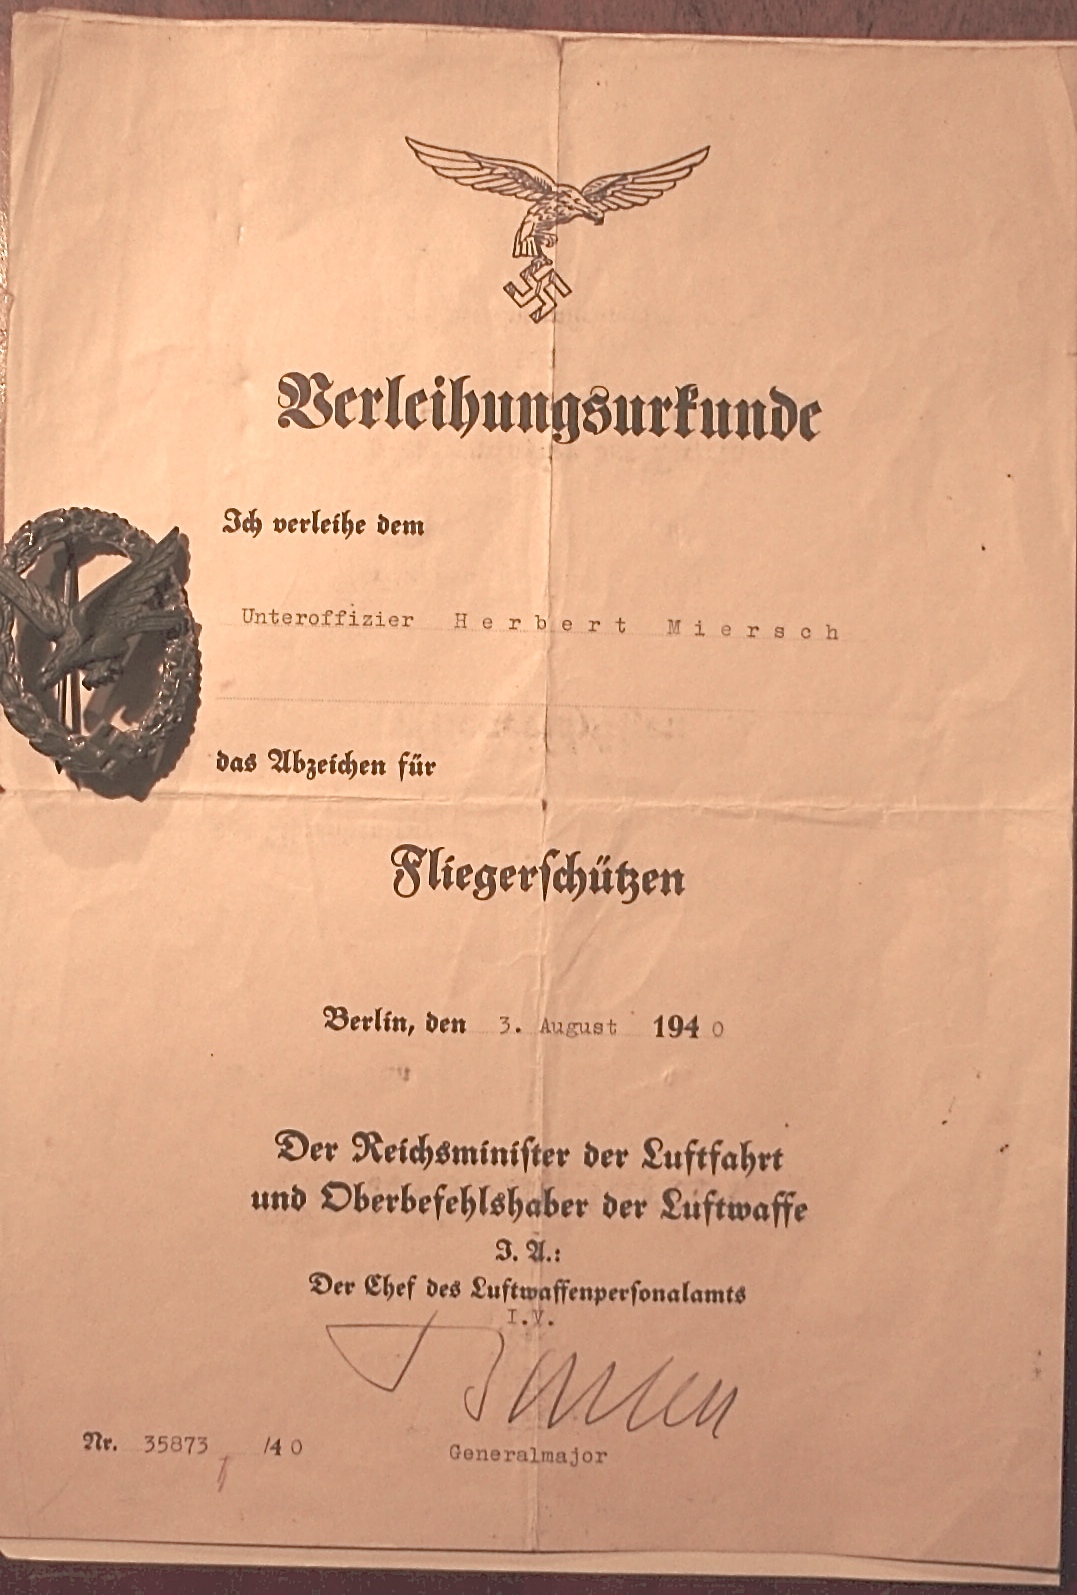 Verleihungsurkunde
Ich verleihe dem
Unteroffizier Herbert Miersch
das Abzeichen für
Fliegerschützen
Berlin, den 3. August 1940
Der Reichsminister der Luftfahrt
und Oberbefehlshaber der Luftwaffe
I. A.:
Der Chef des Luftwaffenpersonalamts
I.V.
Nr. 35873 /40
Generalmajor